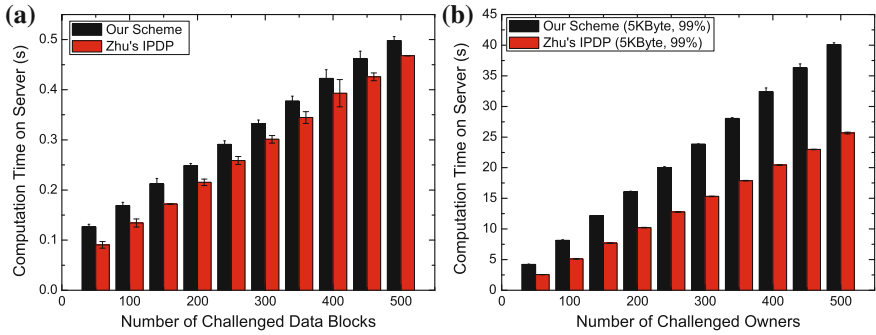 (a)
Computation Time on Server (s)
0.5
0.4
0.3
0.2
0.1
0.0
Our Scheme
Zhu's IPDP
0 100 200 300 400 500
Number of Challenged Data Blocks
(b)
Computation Time on Server (s)
45
40
35
30
25
20
15
10
5
0
Our Scheme (5KByte, 99%)
Zhu's IPDP (5KByte, 99%)
0 100 200 300 400 500
Number of Challenged Owners